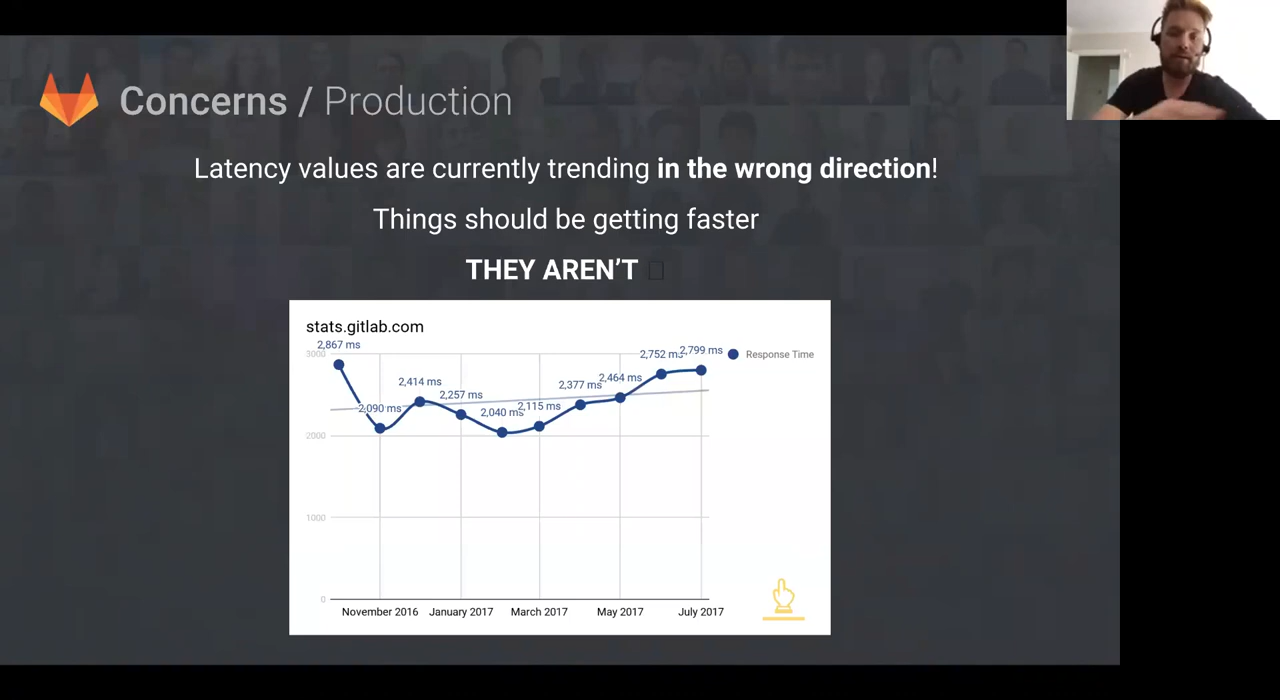 Concerns / Production
Latency values are currently trending in the wrong direction!
Things should be getting faster
THEY AREN'T
stats.gitlab.com
2,867 ms
2,090 ms
2,414 ms
2,257 ms
2,040 ms
2,115 ms
2,377 ms
2,464 ms
2,752 m
2,799 ms
Response Time
3000
2000
1000
0
November 2016 January 2017 March 2017 May 2017 July 2017